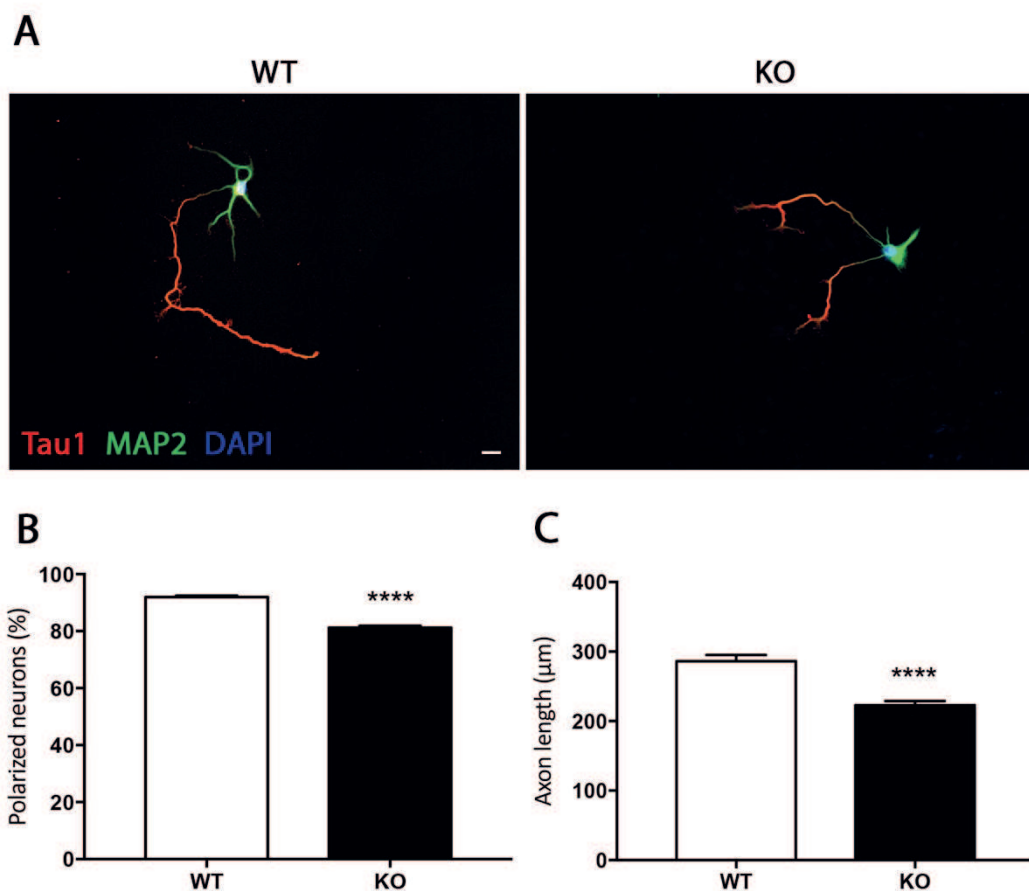 A
WT
KO
Tau1 MAP2 DAPI
B
Polarized neurons (%)
100
80
60
40
20
0
****
WT
KO
C
Axon length (µm)
400
300
200
100
0
****
WT
KO